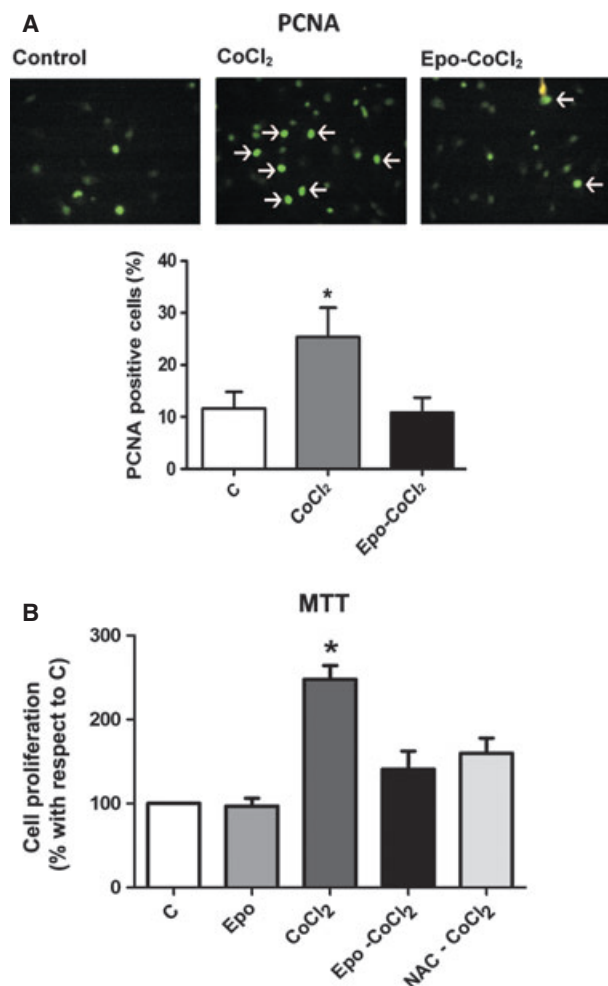 A
PCNA
Control
CoCl₂
Epo-CoCl₂
PCNA positive cells (%)
40
30
20
10
0
C
CoCl₂
Epo-CoCl₂
*
B
MTT
Cell proliferation
(% with respect to C)
300
200
100
0
*
C
Epo
CoCl₂
Epo -CoCl₂
NAC - CoCl₂